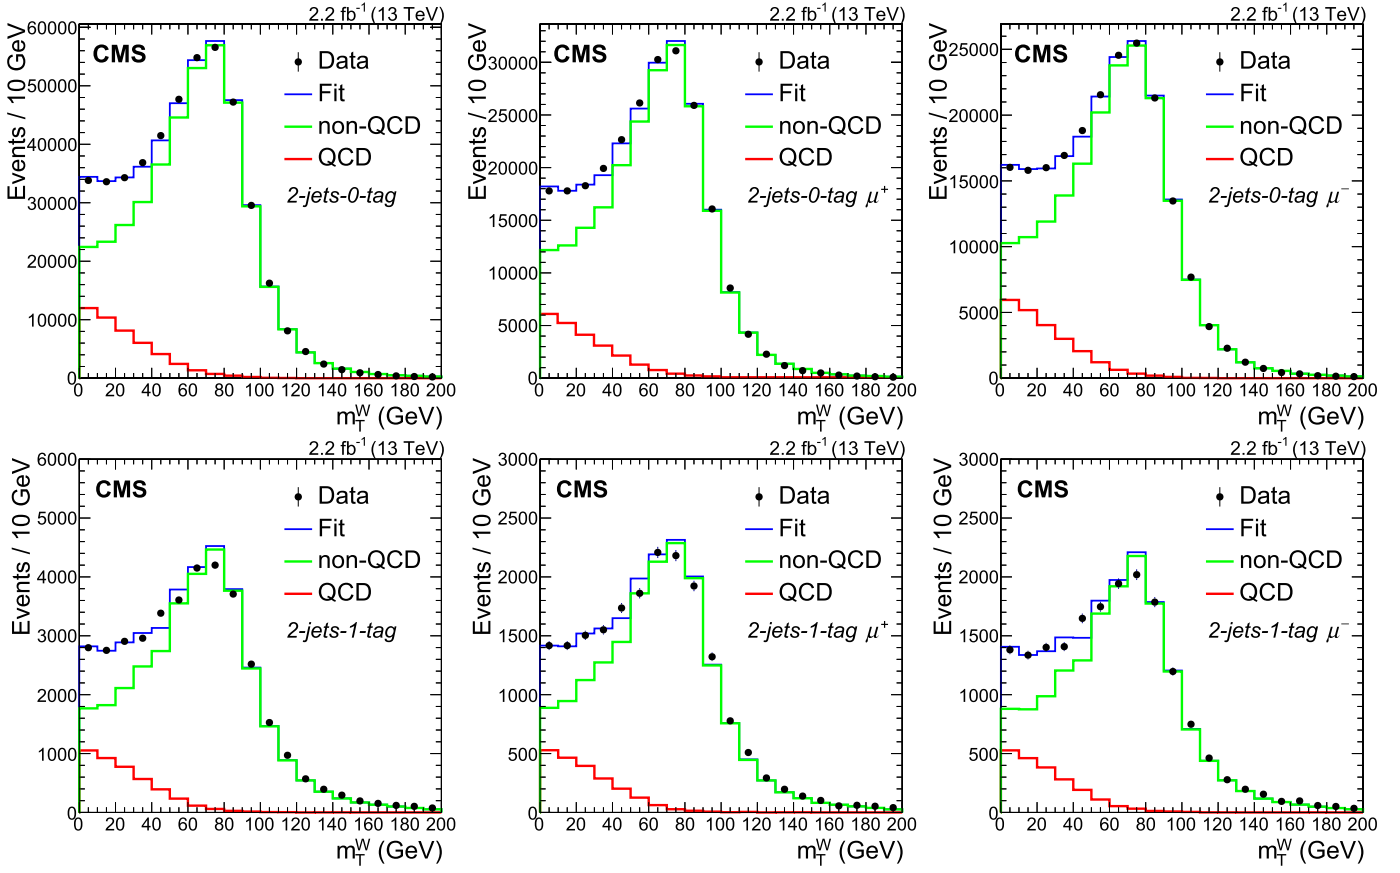 2.2 fb⁻¹ (13 TeV)
CMS
Data
Fit
non-QCD
QCD
2-jets-0-tag
Events / 10 GeV
60000
50000
40000
30000
20000
10000
0
0 20 40 60 80 100 120 140 160 180 200
m_T^W (GeV)
2.2 fb⁻¹ (13 TeV)
CMS
Data
Fit
non-QCD
QCD
2-jets-0-tag μ⁺
Events / 10 GeV
30000
25000
20000
15000
10000
5000
0
0 20 40 60 80 100 120 140 160 180 200
m_T^W (GeV)
2.2 fb⁻¹ (13 TeV)
CMS
Data
Fit
non-QCD
QCD
2-jets-0-tag μ⁻
Events / 10 GeV
25000
20000
15000
10000
5000
0
0 20 40 60 80 100 120 140 160 180 200
m_T^W (GeV)
2.2 fb⁻¹ (13 TeV)
CMS
Data
Fit
non-QCD
QCD
2-jets-1-tag
Events / 10 GeV
6000
5000
4000
3000
2000
1000
0
0 20 40 60 80 100 120 140 160 180 200
m_T^W (GeV)
2.2 fb⁻¹ (13 TeV)
CMS
Data
Fit
non-QCD
QCD
2-jets-1-tag μ⁺
Events / 10 GeV
3000
2500
2000
1500
1000
500
0
0 20 40 60 80 100 120 140 160 180 200
m_T^W (GeV)
2.2 fb⁻¹ (13 TeV)
CMS
Data
Fit
non-QCD
QCD
2-jets-1-tag μ⁻
Events / 10 GeV
3000
2500
2000
1500
1000
500
0
0 20 40 60 80 100 120 140 160 180 200
m_T^W (GeV)